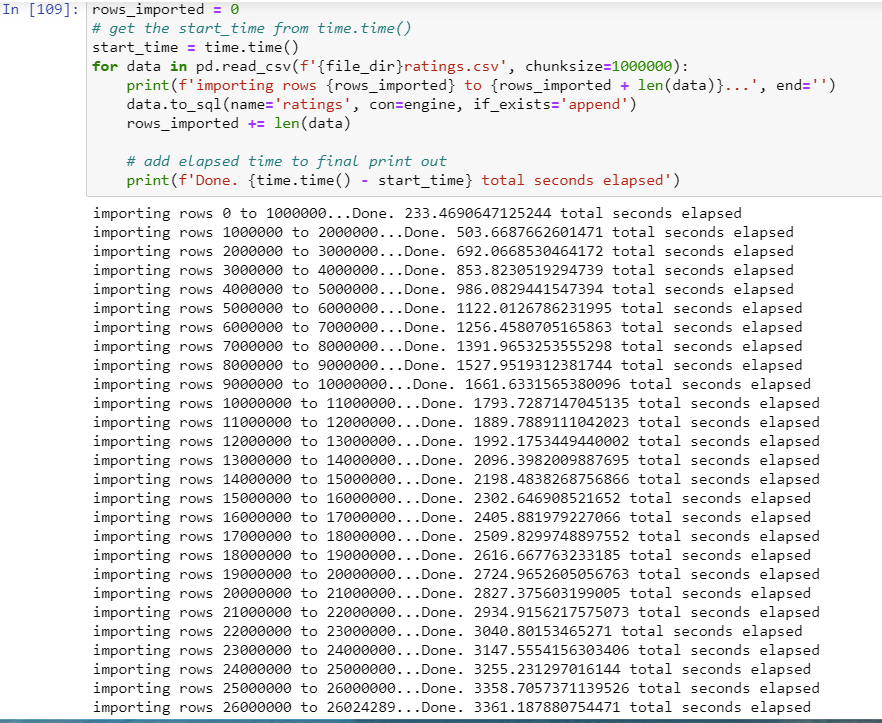 In [109]: rows_imported = 0
# get the start_time from time.time()
start_time = time.time()
for data in pd.read_csv(f'{file_dir}ratings.csv', chunksize=1000000):
    print(f'importing rows {rows_imported} to {rows_imported + len(data)}...', end='')
    data.to_sql(name='ratings', con=engine, if_exists='append')
    rows_imported += len(data)

    # add elapsed time to final print out
    print(f'Done. {time.time() - start_time} total seconds elapsed')
importing rows 0 to 1000000...Done. 233.4690647125244 total seconds elapsed
importing rows 1000000 to 2000000...Done. 503.6687662601471 total seconds elapsed
importing rows 2000000 to 3000000...Done. 692.0668530464172 total seconds elapsed
importing rows 3000000 to 4000000...Done. 853.8230519294739 total seconds elapsed
importing rows 4000000 to 5000000...Done. 986.0829441547394 total seconds elapsed
importing rows 5000000 to 6000000...Done. 1122.0126786231995 total seconds elapsed
importing rows 6000000 to 7000000...Done. 1256.4580705165863 total seconds elapsed
importing rows 7000000 to 8000000...Done. 1391.9653253555298 total seconds elapsed
importing rows 8000000 to 9000000...Done. 1527.9519312381744 total seconds elapsed
importing rows 9000000 to 10000000...Done. 1661.6331565380096 total seconds elapsed
importing rows 10000000 to 11000000...Done. 1793.7287147045135 total seconds elapsed
importing rows 11000000 to 12000000...Done. 1889.7889111042023 total seconds elapsed
importing rows 12000000 to 13000000...Done. 1992.1753449440002 total seconds elapsed
importing rows 13000000 to 14000000...Done. 2096.3982009887695 total seconds elapsed
importing rows 14000000 to 15000000...Done. 2198.4838268756866 total seconds elapsed
importing rows 15000000 to 16000000...Done. 2302.646908521652 total seconds elapsed
importing rows 16000000 to 17000000...Done. 2405.881979227066 total seconds elapsed
importing rows 17000000 to 18000000...Done. 2509.8299748897552 total seconds elapsed
importing rows 18000000 to 19000000...Done. 2616.667763233185 total seconds elapsed
importing rows 19000000 to 20000000...Done. 2724.9652605056763 total seconds elapsed
importing rows 20000000 to 21000000...Done. 2827.375603199005 total seconds elapsed
importing rows 21000000 to 22000000...Done. 2934.9156217575073 total seconds elapsed
importing rows 22000000 to 23000000...Done. 3040.80153465271 total seconds elapsed
importing rows 23000000 to 24000000...Done. 3147.5554156303406 total seconds elapsed
importing rows 24000000 to 25000000...Done. 3255.231297016144 total seconds elapsed
importing rows 25000000 to 26000000...Done. 3358.7057371139526 total seconds elapsed
importing rows 26000000 to 26024289...Done. 3361.187880754471 total seconds elapsed